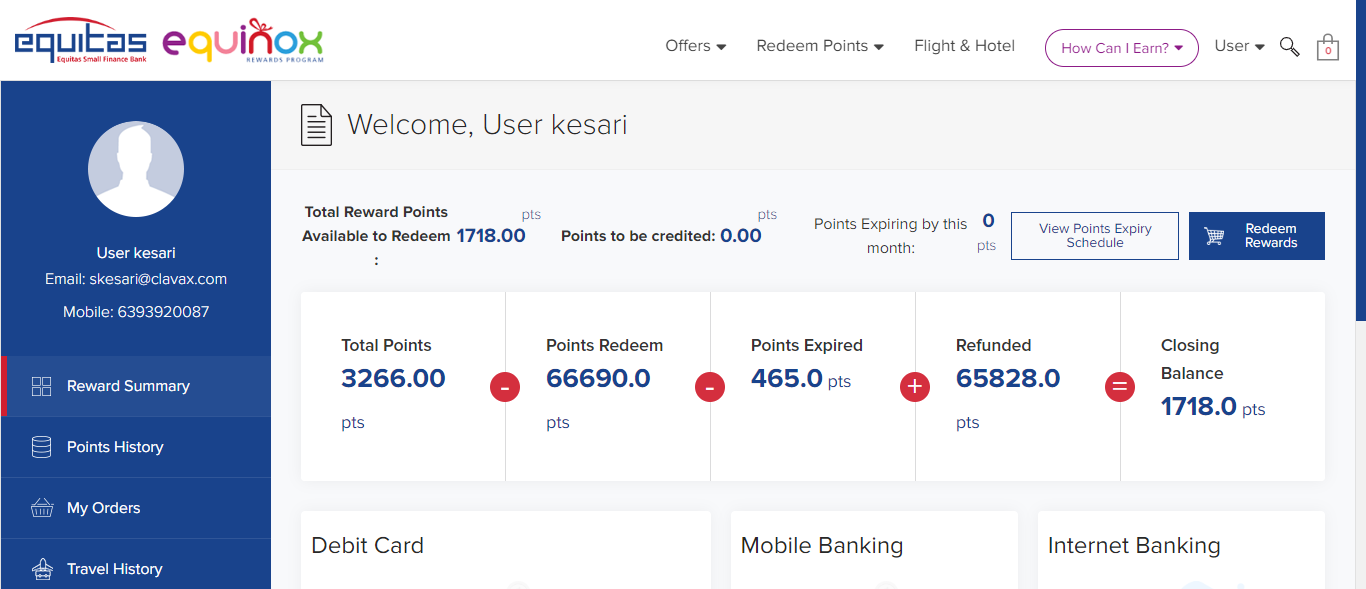 equitas
Equitas Small Finance Bank
equinox
REWARDS PROGRAM
Offers
Redeem Points
Flight & Hotel
How Can I Earn?
User
0
User kesari
Email: skesari@clavax.com
Mobile: 6393920087
Reward Summary
Points History
My Orders
Travel History
Welcome, User kesari
Total Reward Points
Available to Redeem
:
1718.00 pts
Points to be credited: 0.00 pts
Points Expiring by this
month:
0
pts
View Points Expiry
Schedule
Redeem
Rewards
Total Points
3266.00
pts
-
Points Redeem
66690.0
pts
-
Points Expired
465.0 pts
+
Refunded
65828.0
pts
=
Closing
Balance
1718.0 pts
Debit Card
Mobile Banking
Internet Banking